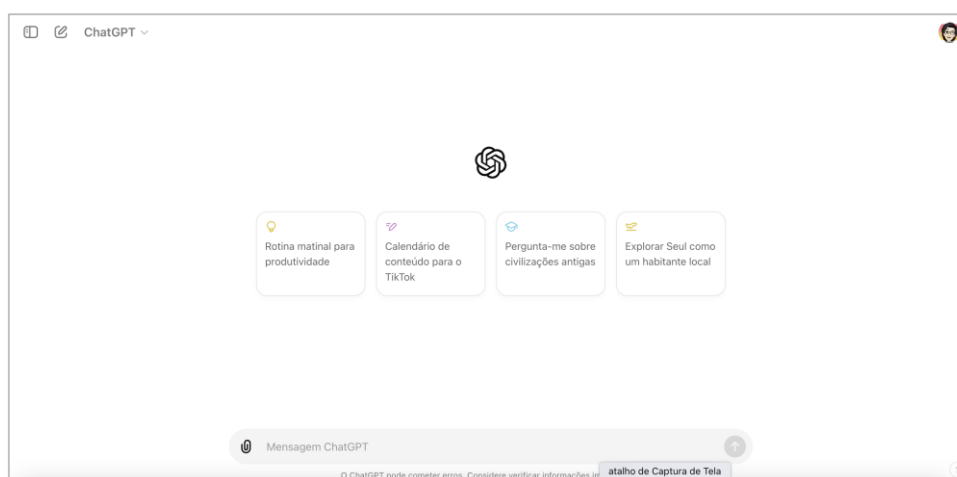 ChatGPT
Rotina matinal para
produtividade
Calendário de
conteúdo para o
TikTok
Pergunta-me sobre
civilizações antigas
Explorar Seul como
um habitante local
Mensagem ChatGPT
O ChatGPT pode cometer erros. Considere verificar informações
atalho de Captura de Tela